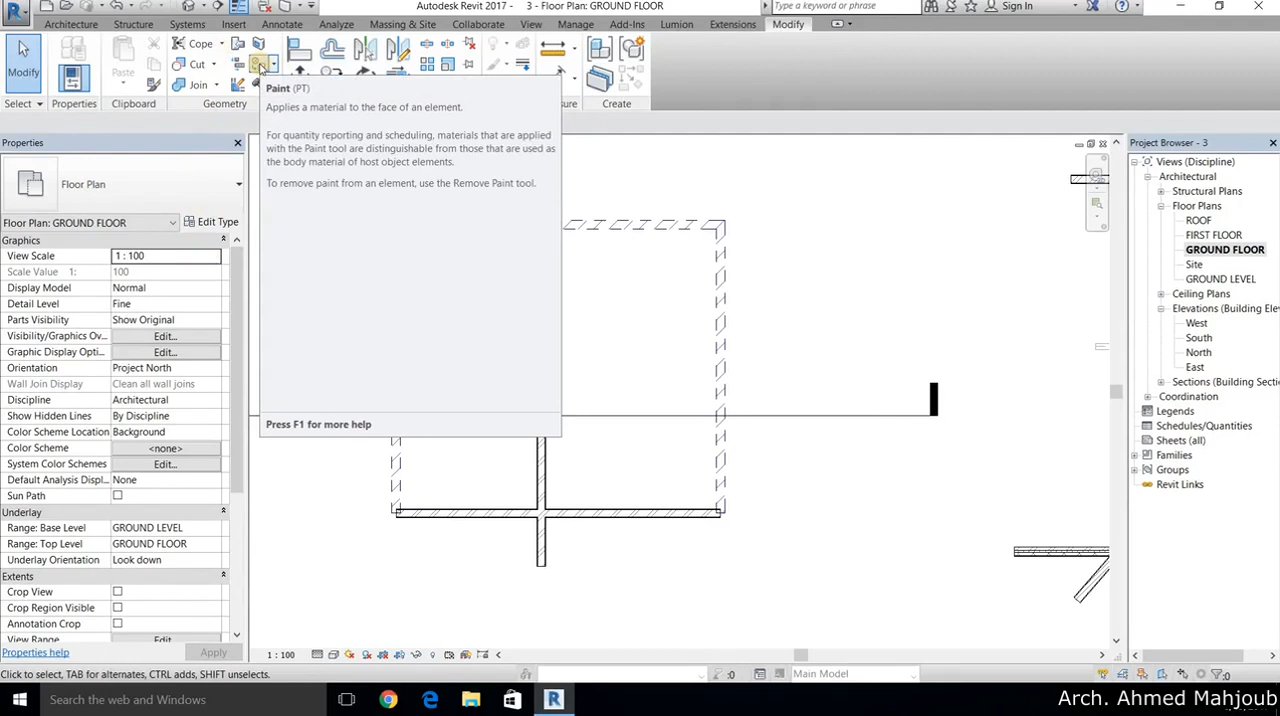 Autodesk Revit 2017 -    3 - Floor Plan: GROUND FLOOR
Type a keyword or phrase
Sign In
Architecture
Structure
Systems
Insert
Annotate
Analyze
Massing & Site
Collaborate
View
Manage
Add-Ins
Lumion
Extensions
Modify
Modify
Paste
Cope
Cut
Join
Select
Properties
Clipboard
Geometry
Create
Paint (PT)
Applies a material to the face of an element.
For quantity reporting and scheduling, materials that are applied
with the Paint tool are distinguishable from those that are used as
the body material of host object elements.
To remove paint from an element, use the Remove Paint tool.
Press F1 for more help
Properties
Floor Plan
Floor Plan: GROUND FLOOR
Edit Type
Graphics
View Scale 1 : 100
Scale Value 1: 100
Display Model Normal
Detail Level Fine
Parts Visibility Show Original
Visibility/Graphics Ov... Edit...
Graphic Display Opti... Edit...
Orientation Project North
Wall Join Display Clean all wall joins
Discipline Architectural
Show Hidden Lines By Discipline
Color Scheme Location Background
Color Scheme <none>
System Color Schemes Edit...
Default Analysis Displ... None
Sun Path
Underlay
Range: Base Level GROUND LEVEL
Range: Top Level GROUND FLOOR
Underlay Orientation Look down
Extents
Crop View
Crop Region Visible
Annotation Crop
View Range Edit...
Properties help
Apply
Project Browser - 3
Views (Discipline)
Architectural
Structural Plans
Floor Plans
ROOF
FIRST FLOOR
GROUND FLOOR
Site
GROUND LEVEL
Ceiling Plans
Elevations (Building Ele
West
South
North
East
Sections (Building Secti
Coordination
Legends
Schedules/Quantities
Sheets (all)
Families
Groups
Revit Links
1 : 100
Click to select, TAB for alternates, CTRL adds, SHIFT unselects.
:0
Main Model
:0
Search the web and Windows
Arch. Ahmed Mahjoub